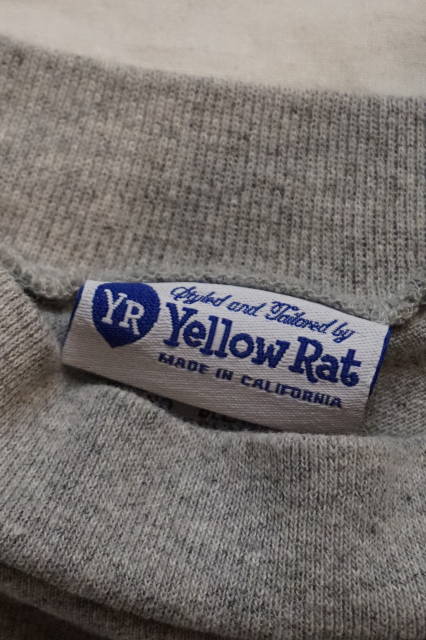 YR
Styled and Tailored by
Yellow Rat
MADE IN CALIFORNIA